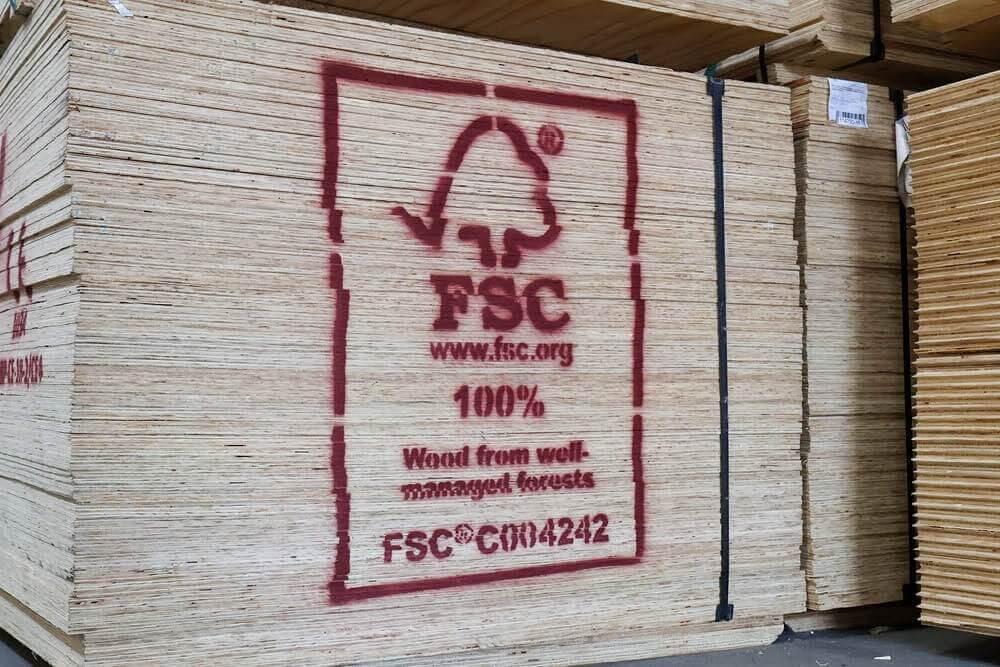 ®
FSC
www.fsc.org
100%
Wood from well-
managed forests
FSC® C004242